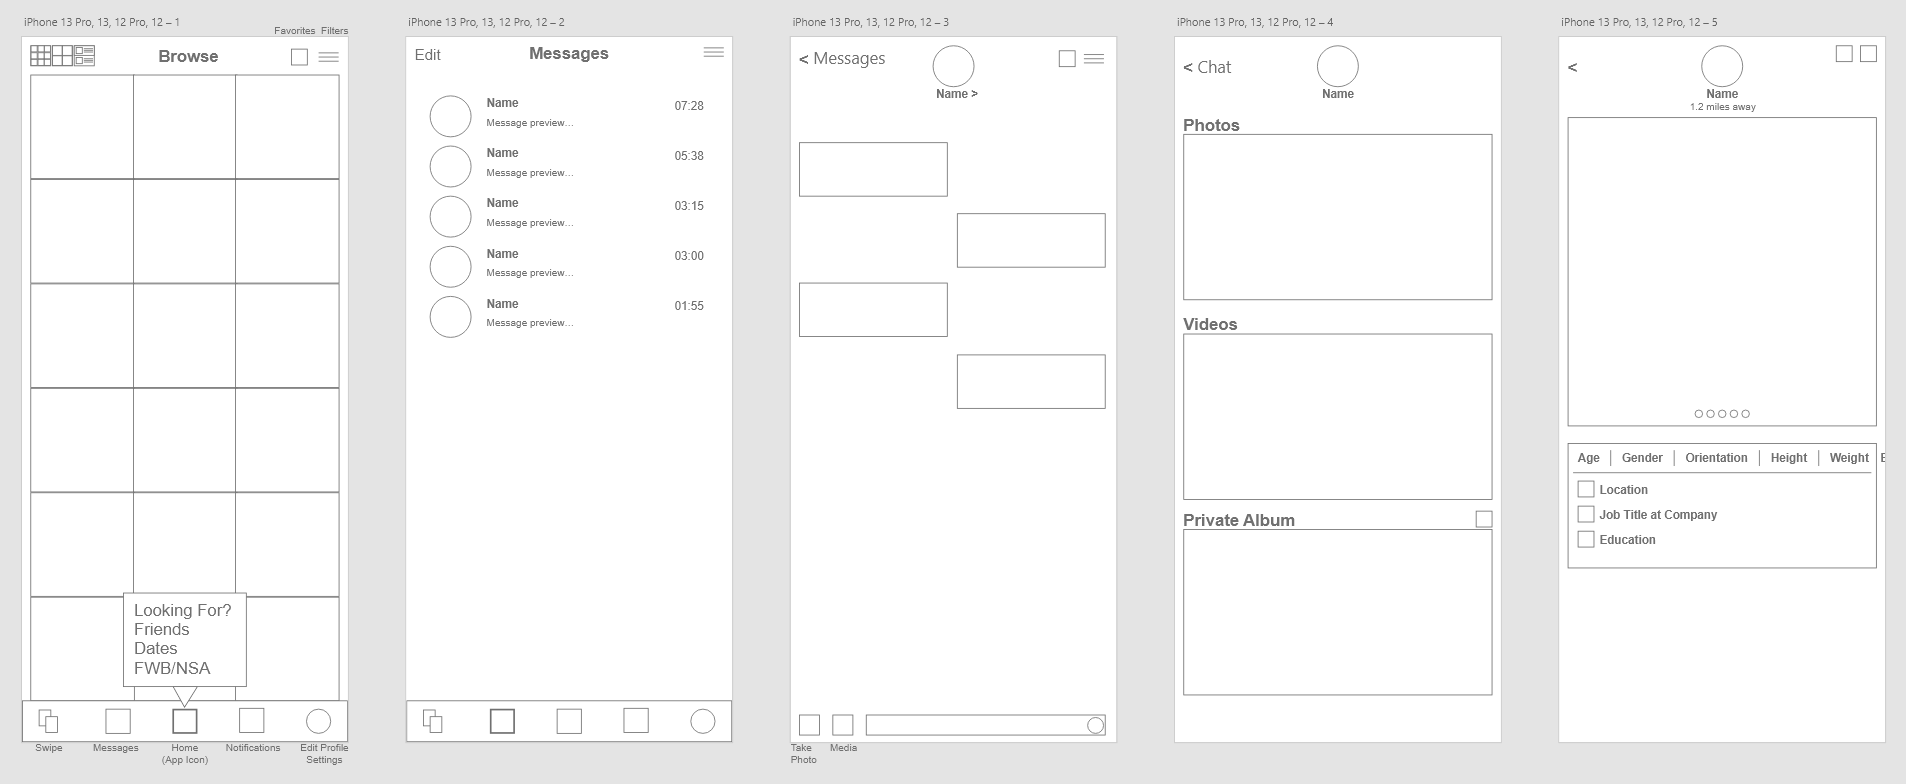 iPhone 13 Pro, 13, 12 Pro, 12 – 1
Favorites Filters
Browse
Looking For?
Friends
Dates
FWB/NSA
Swipe
Messages
Home
(App Icon)
Notifications
Edit Profile
Settings
iPhone 13 Pro, 13, 12 Pro, 12 – 2
Edit
Messages
Name
07:28
Message preview...
Name
05:38
Message preview...
Name
03:15
Message preview...
Name
03:00
Message preview...
Name
01:55
Message preview...
iPhone 13 Pro, 13, 12 Pro, 12 – 3
< Messages
Name >
Take
Photo
Media
iPhone 13 Pro, 13, 12 Pro, 12 – 4
< Chat
Name
Photos
Videos
Private Album
iPhone 13 Pro, 13, 12 Pro, 12 – 5
<
Name
1.2 miles away
Age | Gender | Orientation | Height | Weight
Location
Job Title at Company
Education